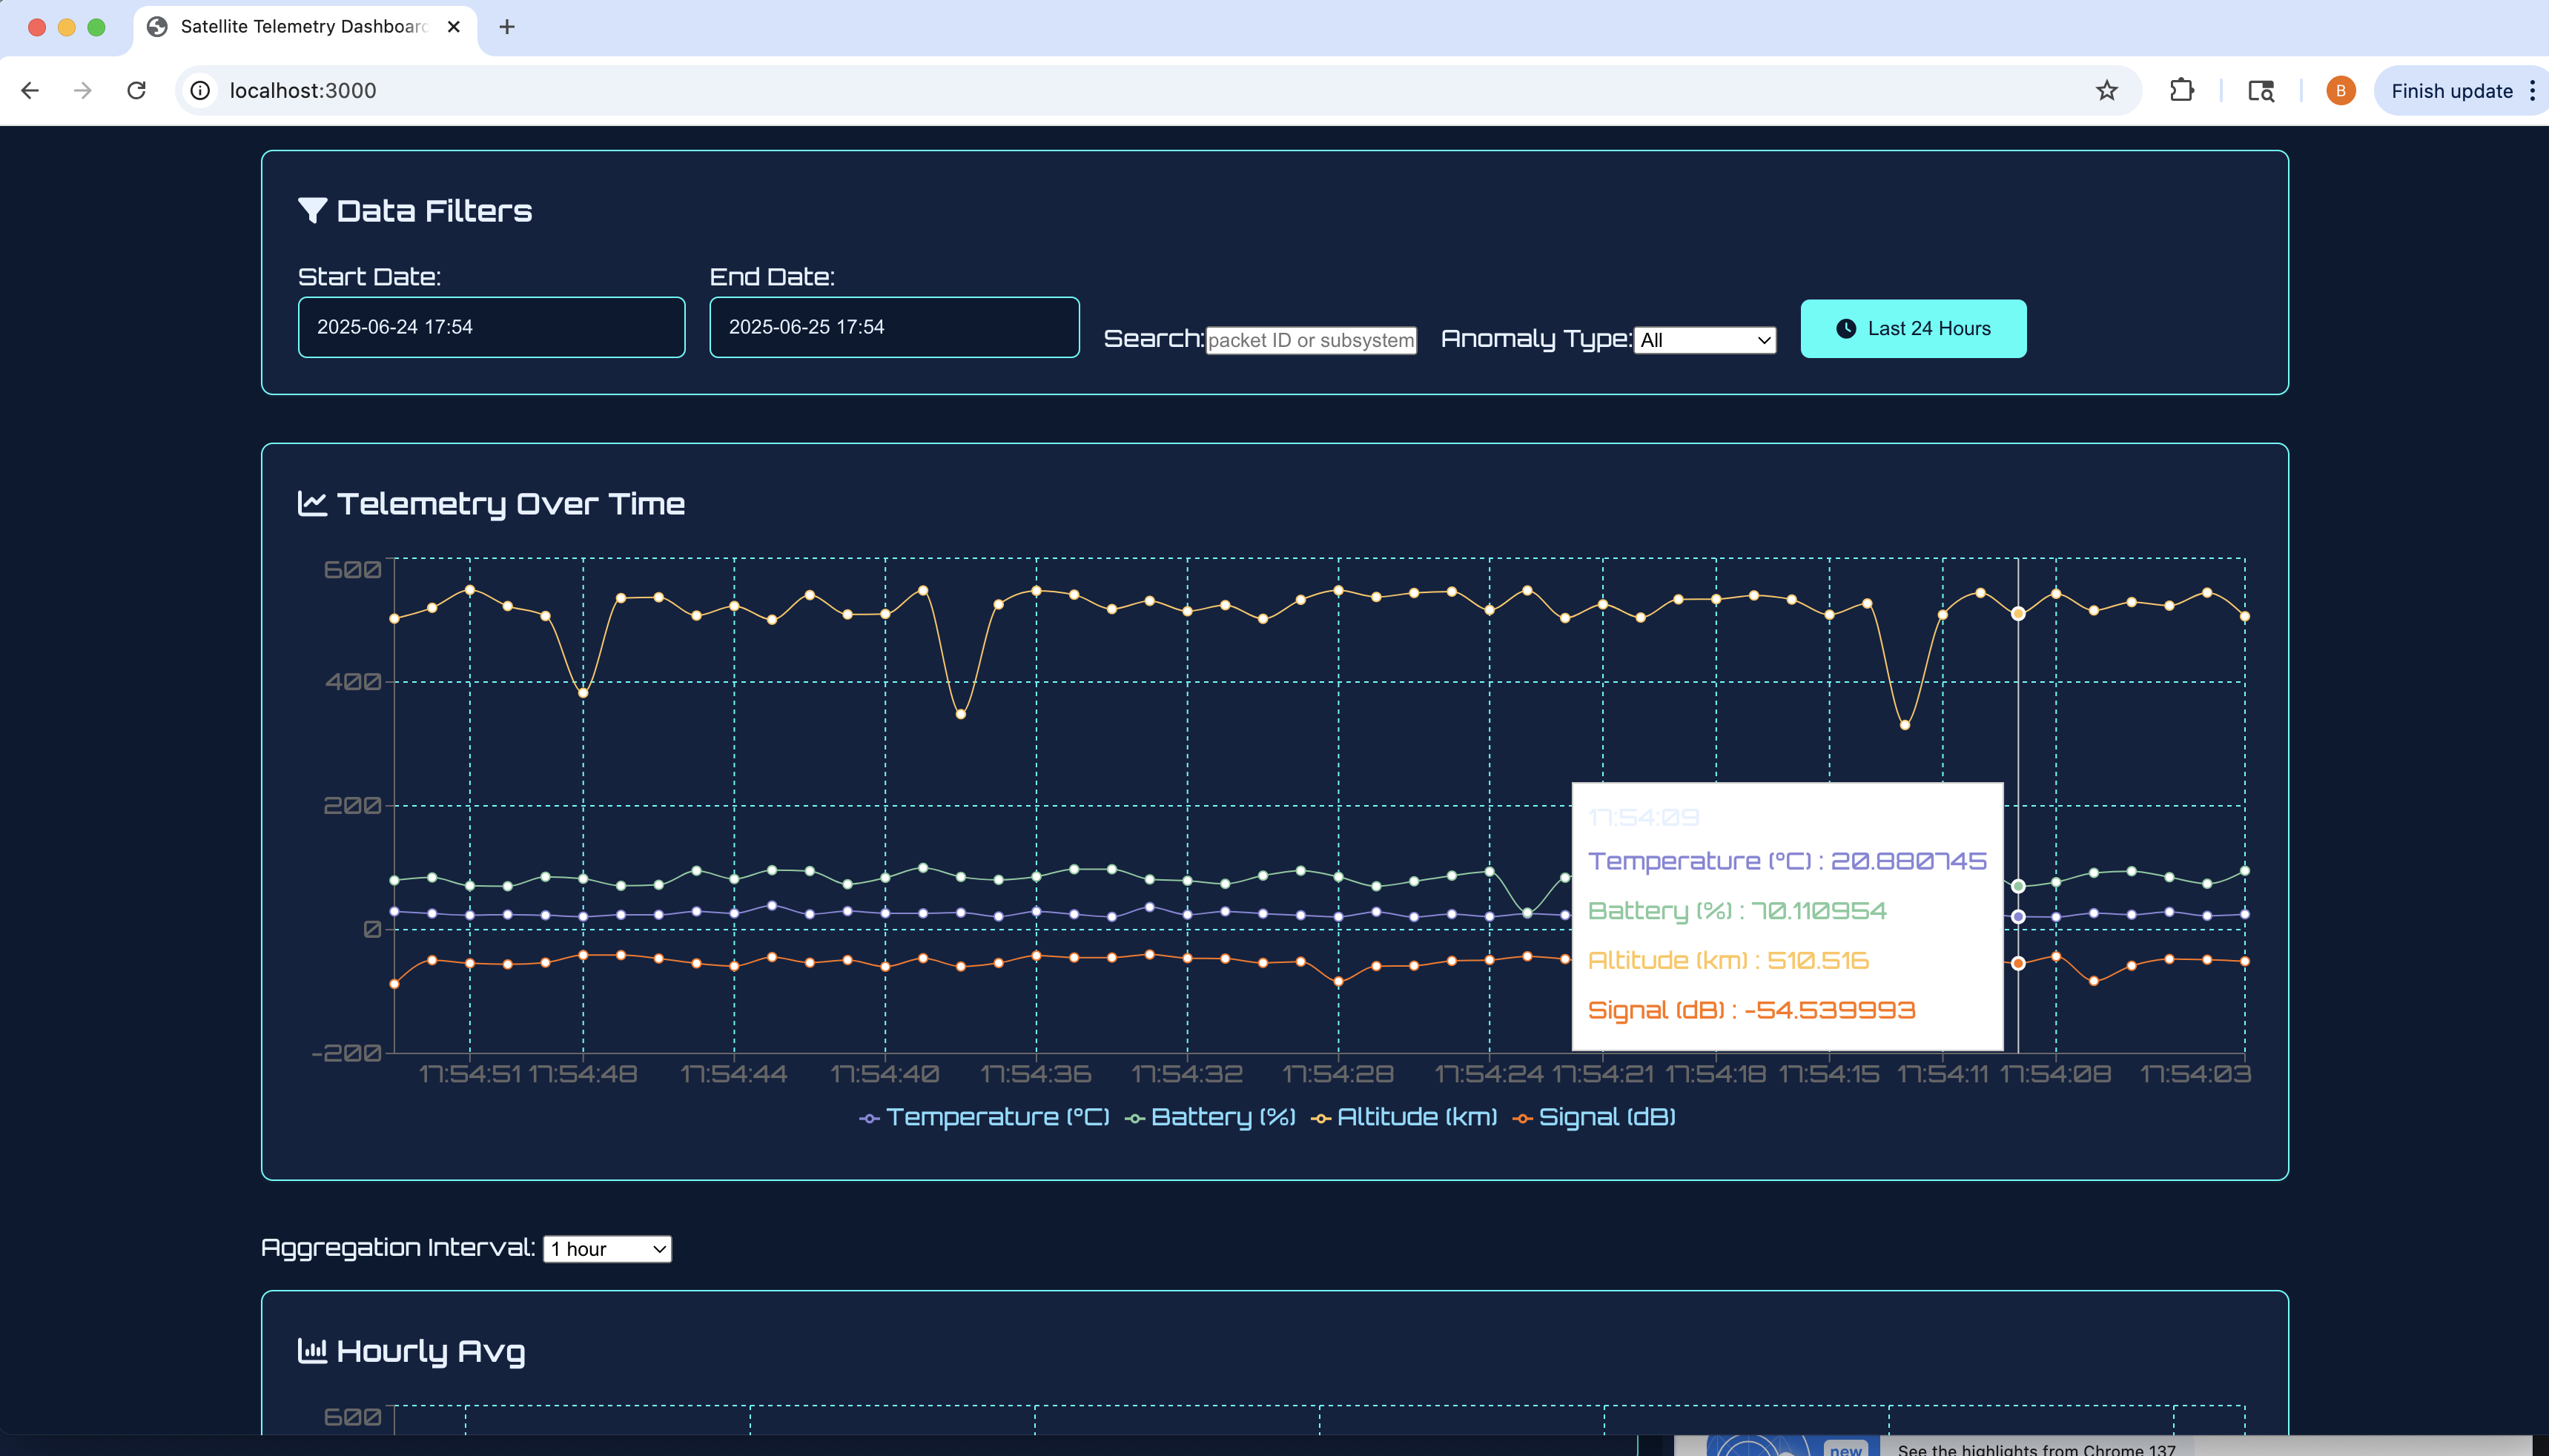 Satellite Telemetry Dashboard
localhost:3000
B
Finish update
Data Filters
Start Date:
End Date:
2025-06-24 17:54
2025-06-25 17:54
Search:
packet ID or subsystem
Anomaly Type:
All
Last 24 Hours
Telemetry Over Time
600
400
200
0
-200
17:54:09
Temperature (°C) : 20.880745
Battery (%) : 70.110954
Altitude (km) : 510.516
Signal (dB) : -54.539993
17:54:51 17:54:48 17:54:44 17:54:40 17:54:36 17:54:32 17:54:28 17:54:24 17:54:21 17:54:18 17:54:15 17:54:11 17:54:08 17:54:03
Temperature (°C) Battery (%) Altitude (km) Signal (dB)
Aggregation Interval: 1 hour
Hourly Avg
600
new
See the highlights from Chrome 137